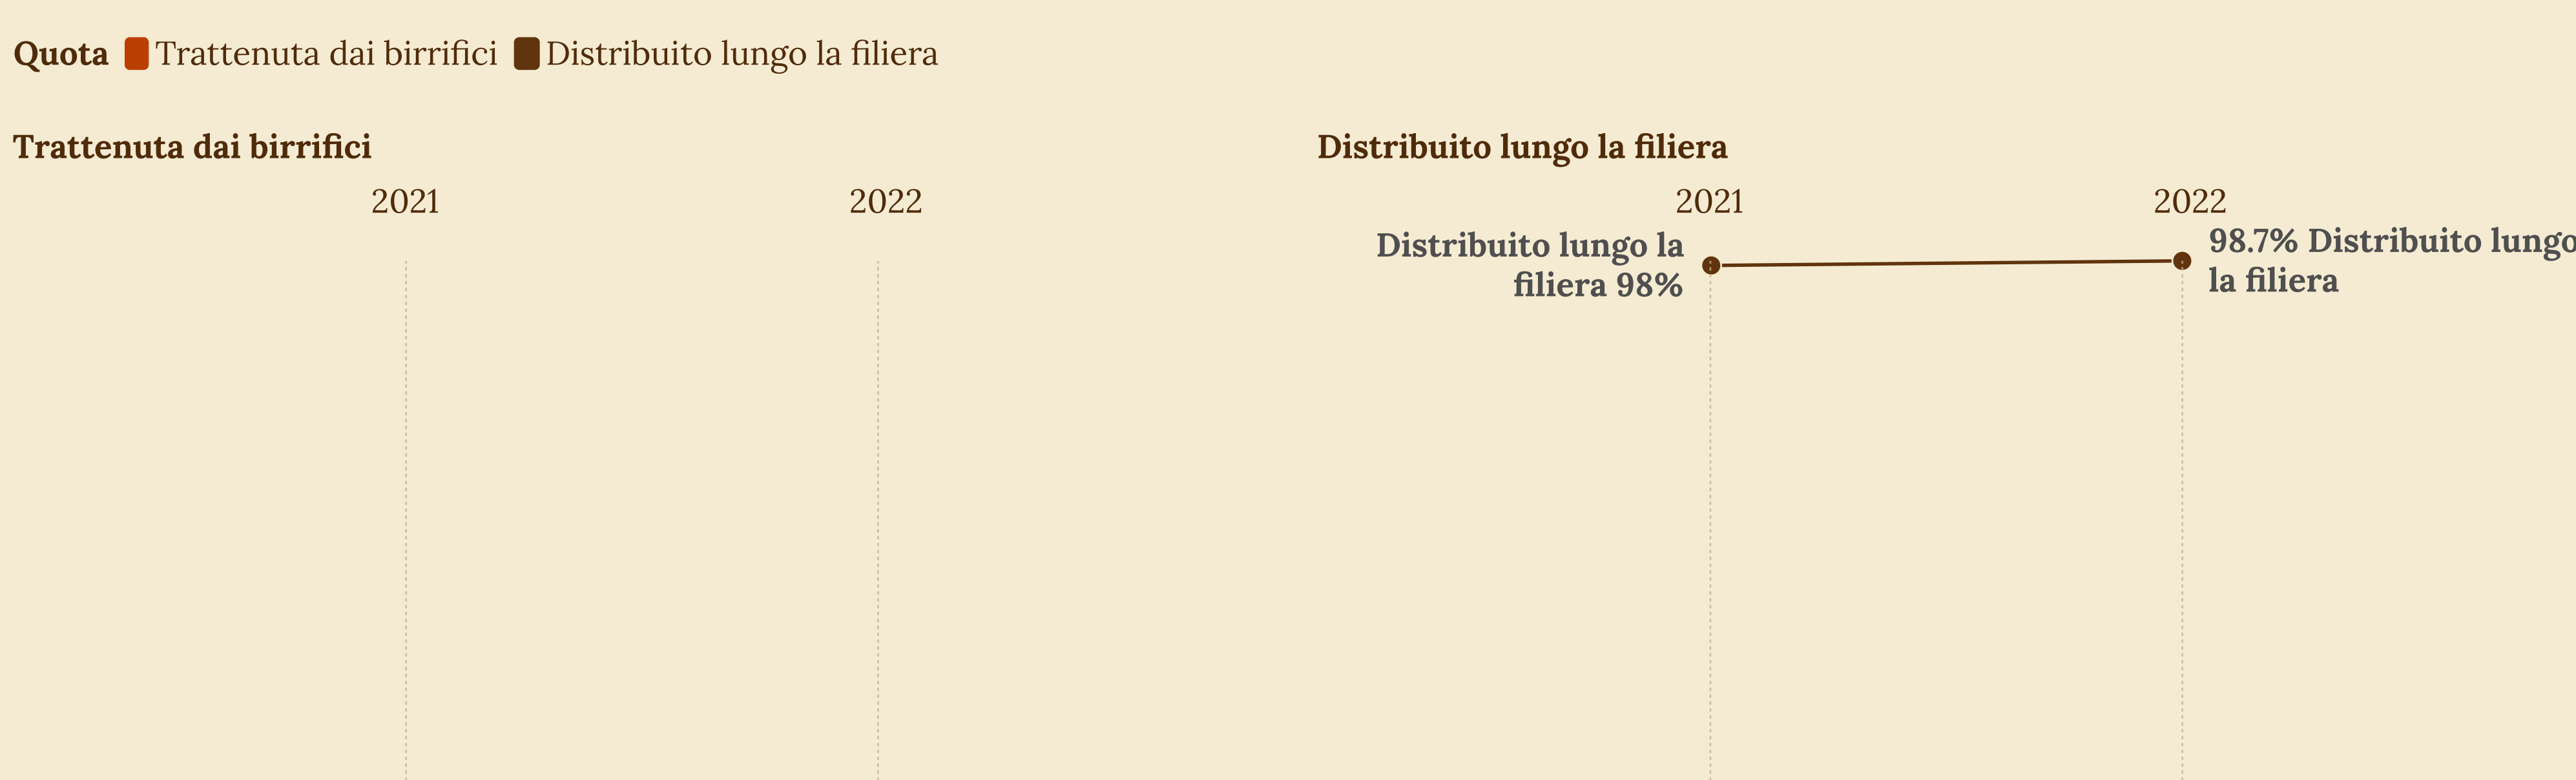 Quota Trattenuta dai birrifici Distribuito lungo la filiera
Trattenuta dai birrifici
2021 2022
Distribuito lungo la filiera
2021 2022
Distribuito lungo la
filiera 98%
98.7% Distribuito lungo
la filiera